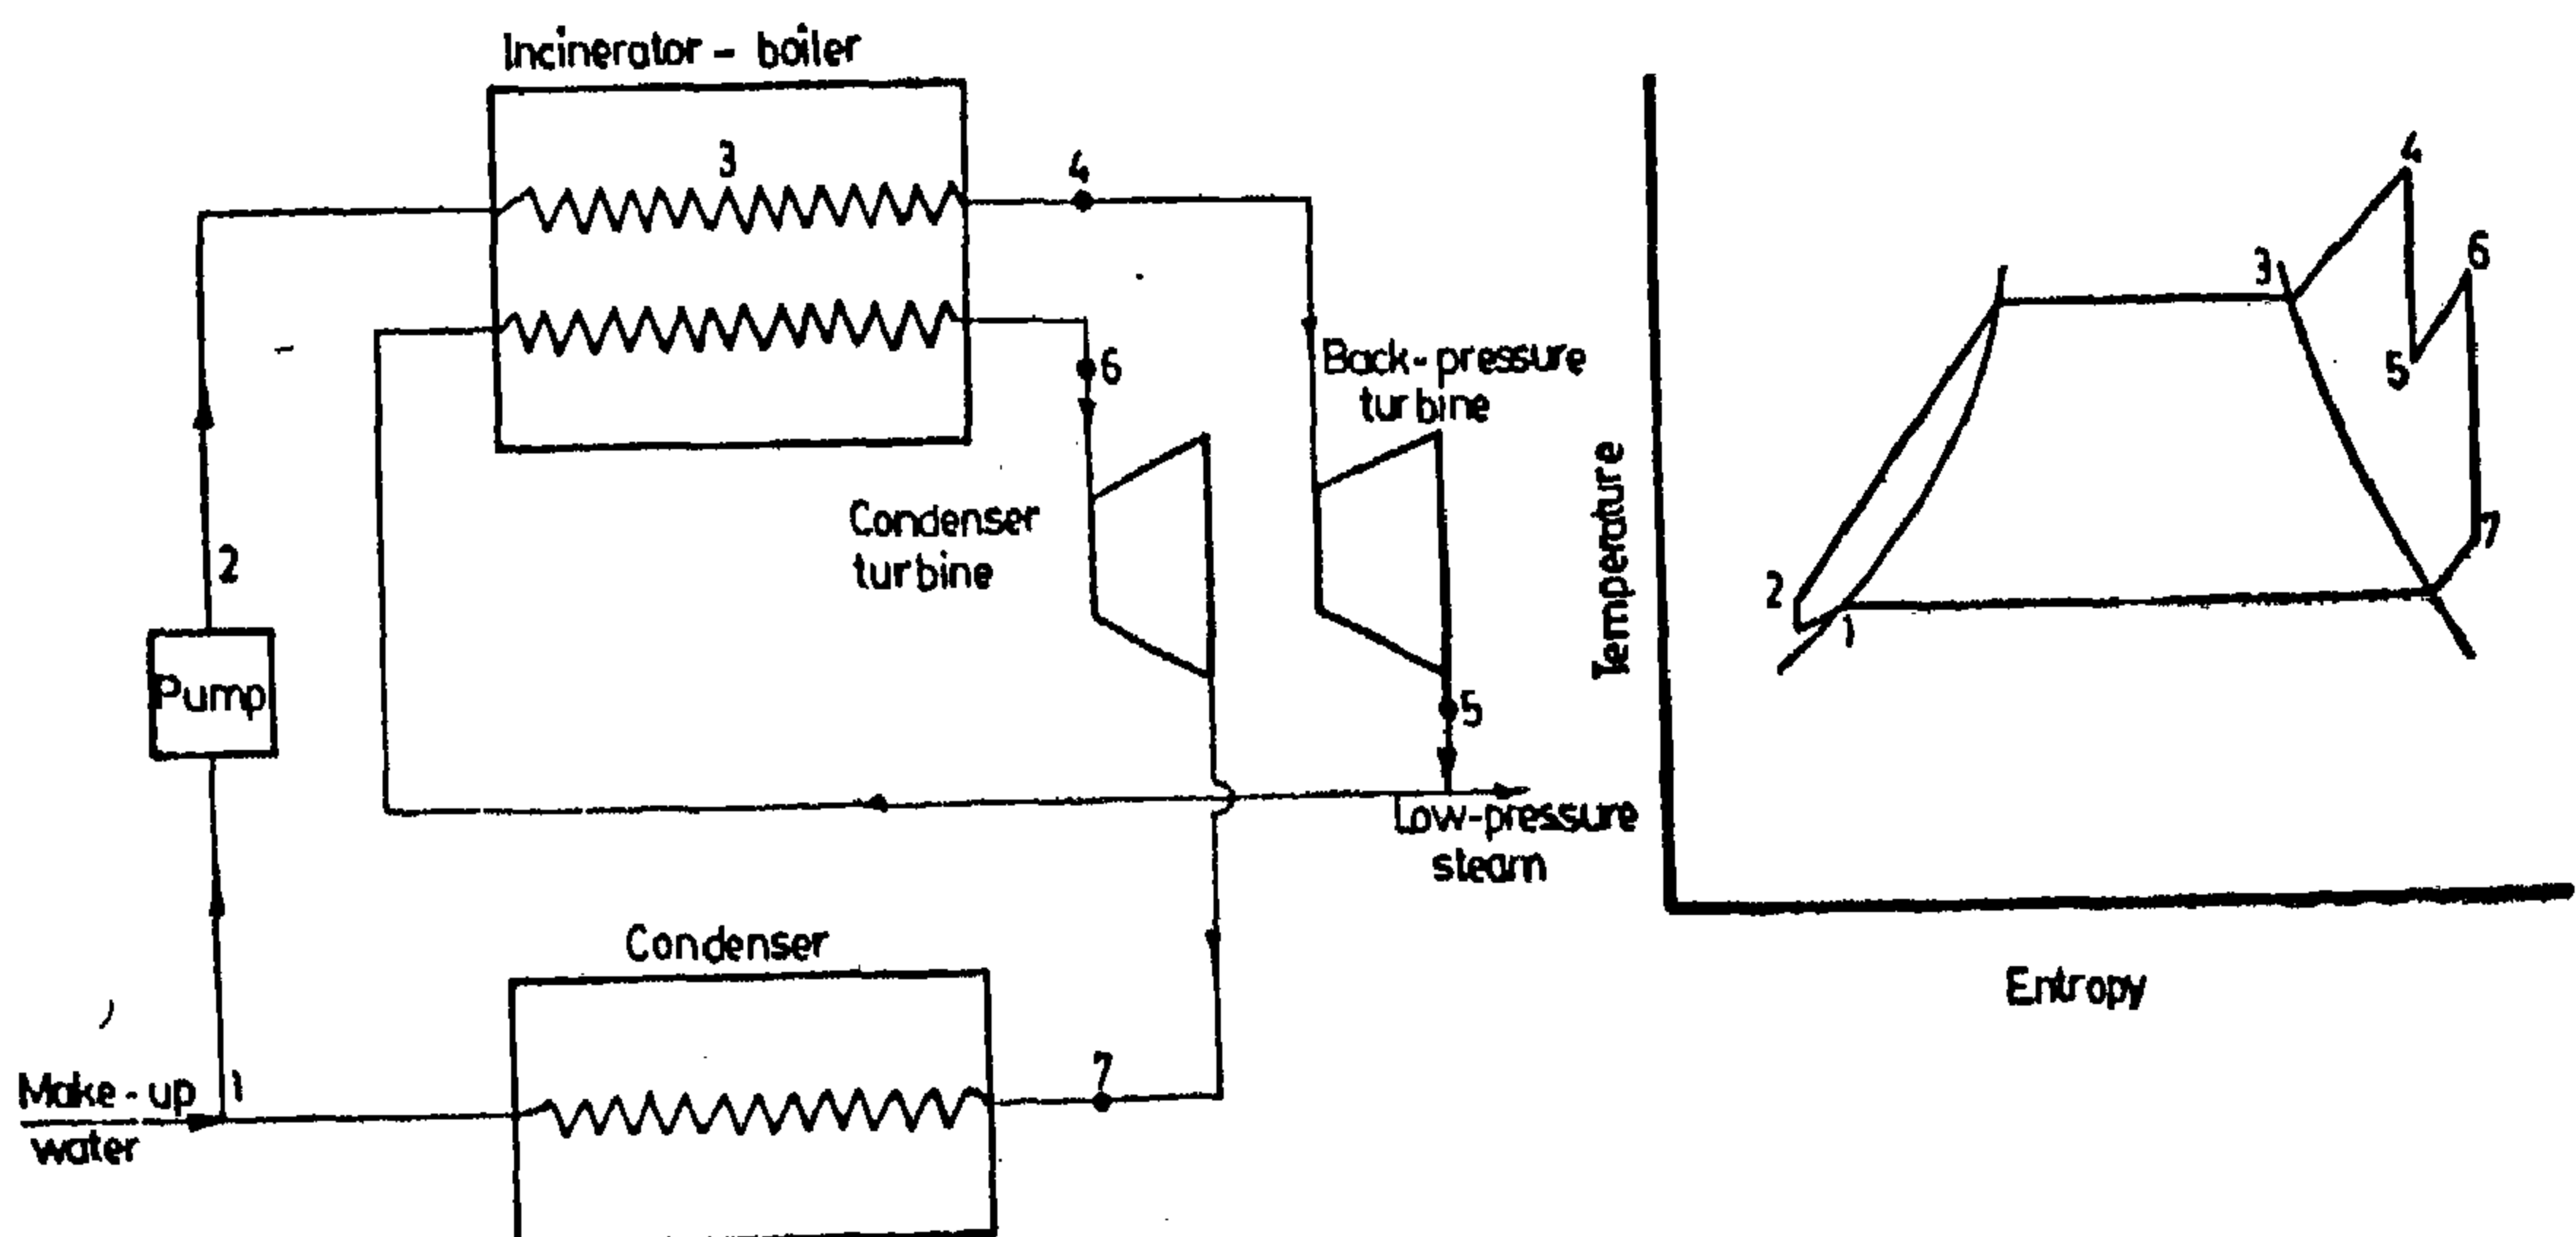 Incinerator - boiler
3
4
6
Back-pressure
turbine
Condenser
turbine
2
Pump
5
Low-pressure
steam
Condenser
7
Make-up
water
1
Temperature
4
3
6
5
7
2
1
Entropy